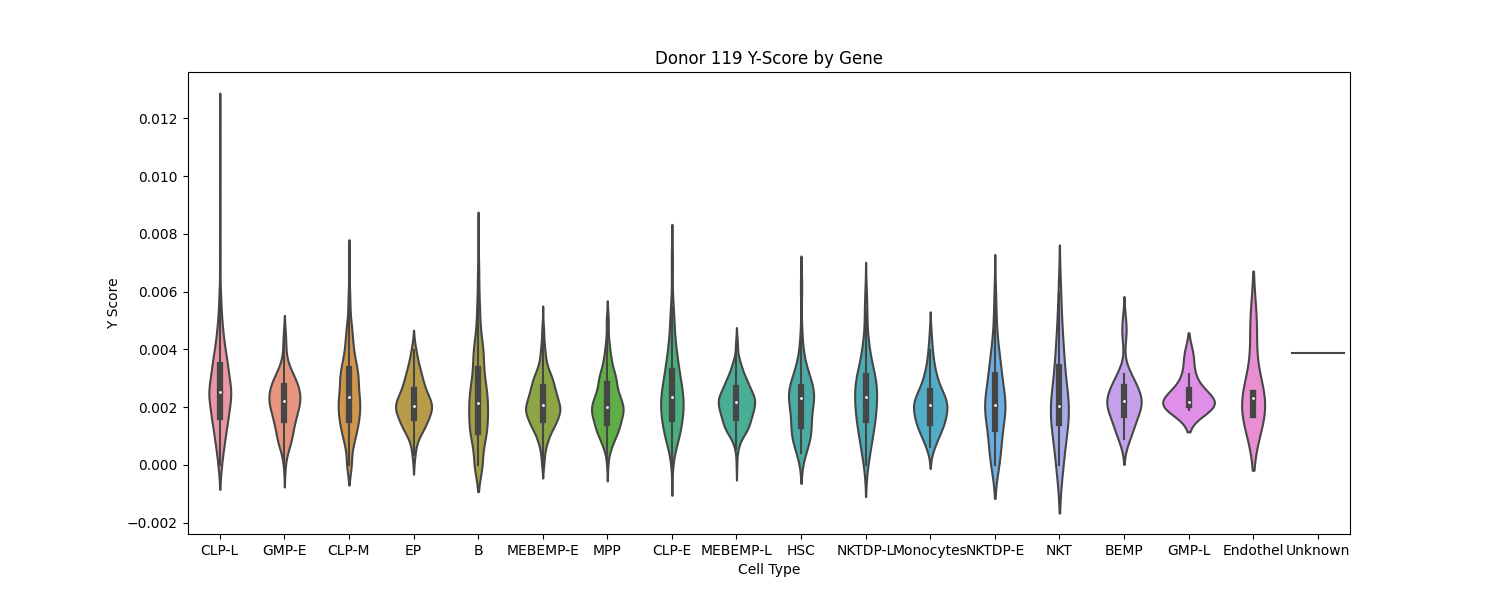 Donor 119 Y-Score by Gene
0.012
0.010
0.008
0.006
0.004
0.002
0.000
−0.002
Y Score
CLP-L GMP-E CLP-M EP B MEBEMP-E MPP CLP-E MEBEMP-L HSC NKTDP-L Monocytes NKTDP-E NKT BEMP GMP-L Endothel Unknown
Cell Type